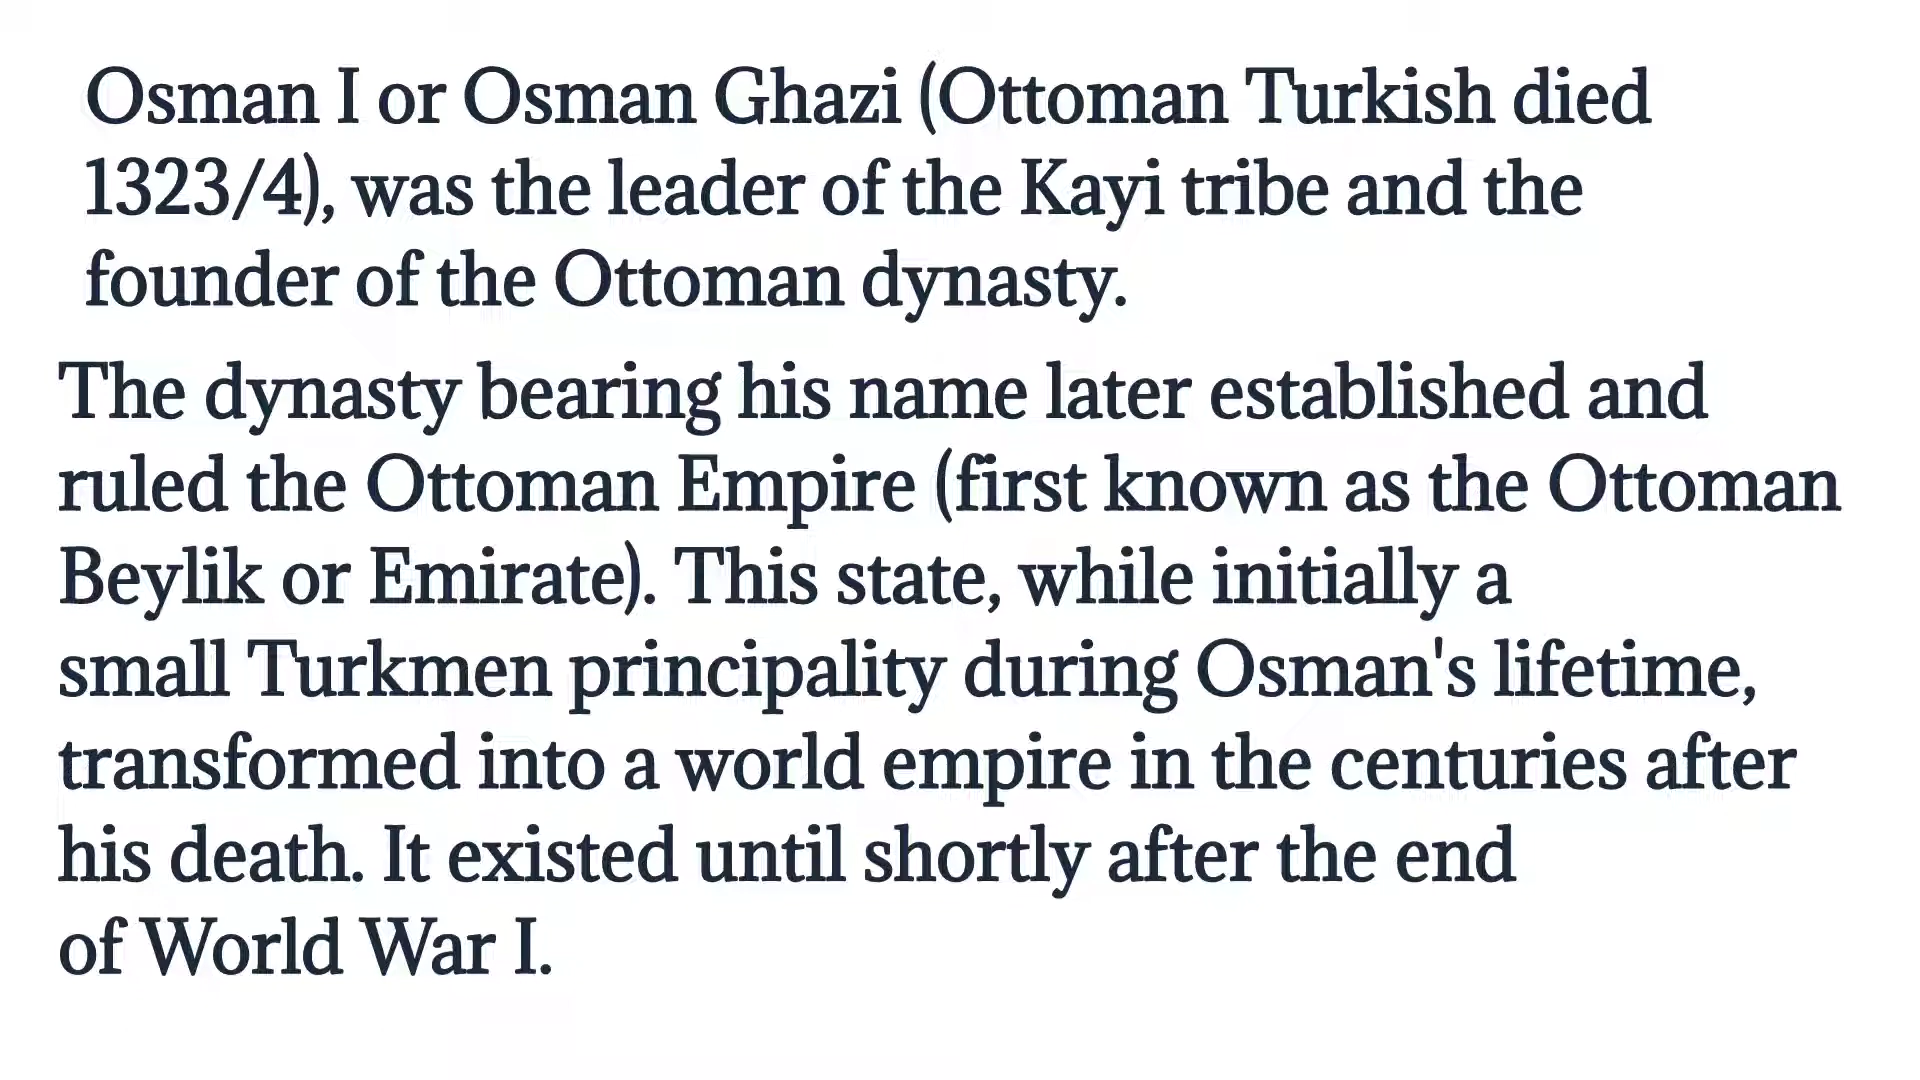 Osman I or Osman Ghazi (Ottoman Turkish died
1323/4), was the leader of the Kayi tribe and the
founder of the Ottoman dynasty.
The dynasty bearing his name later established and
ruled the Ottoman Empire (first known as the Ottoman
Beylik or Emirate). This state, while initially a
small Turkmen principality during Osman's lifetime,
transformed into a world empire in the centuries after
his death. It existed until shortly after the end
of World War I.